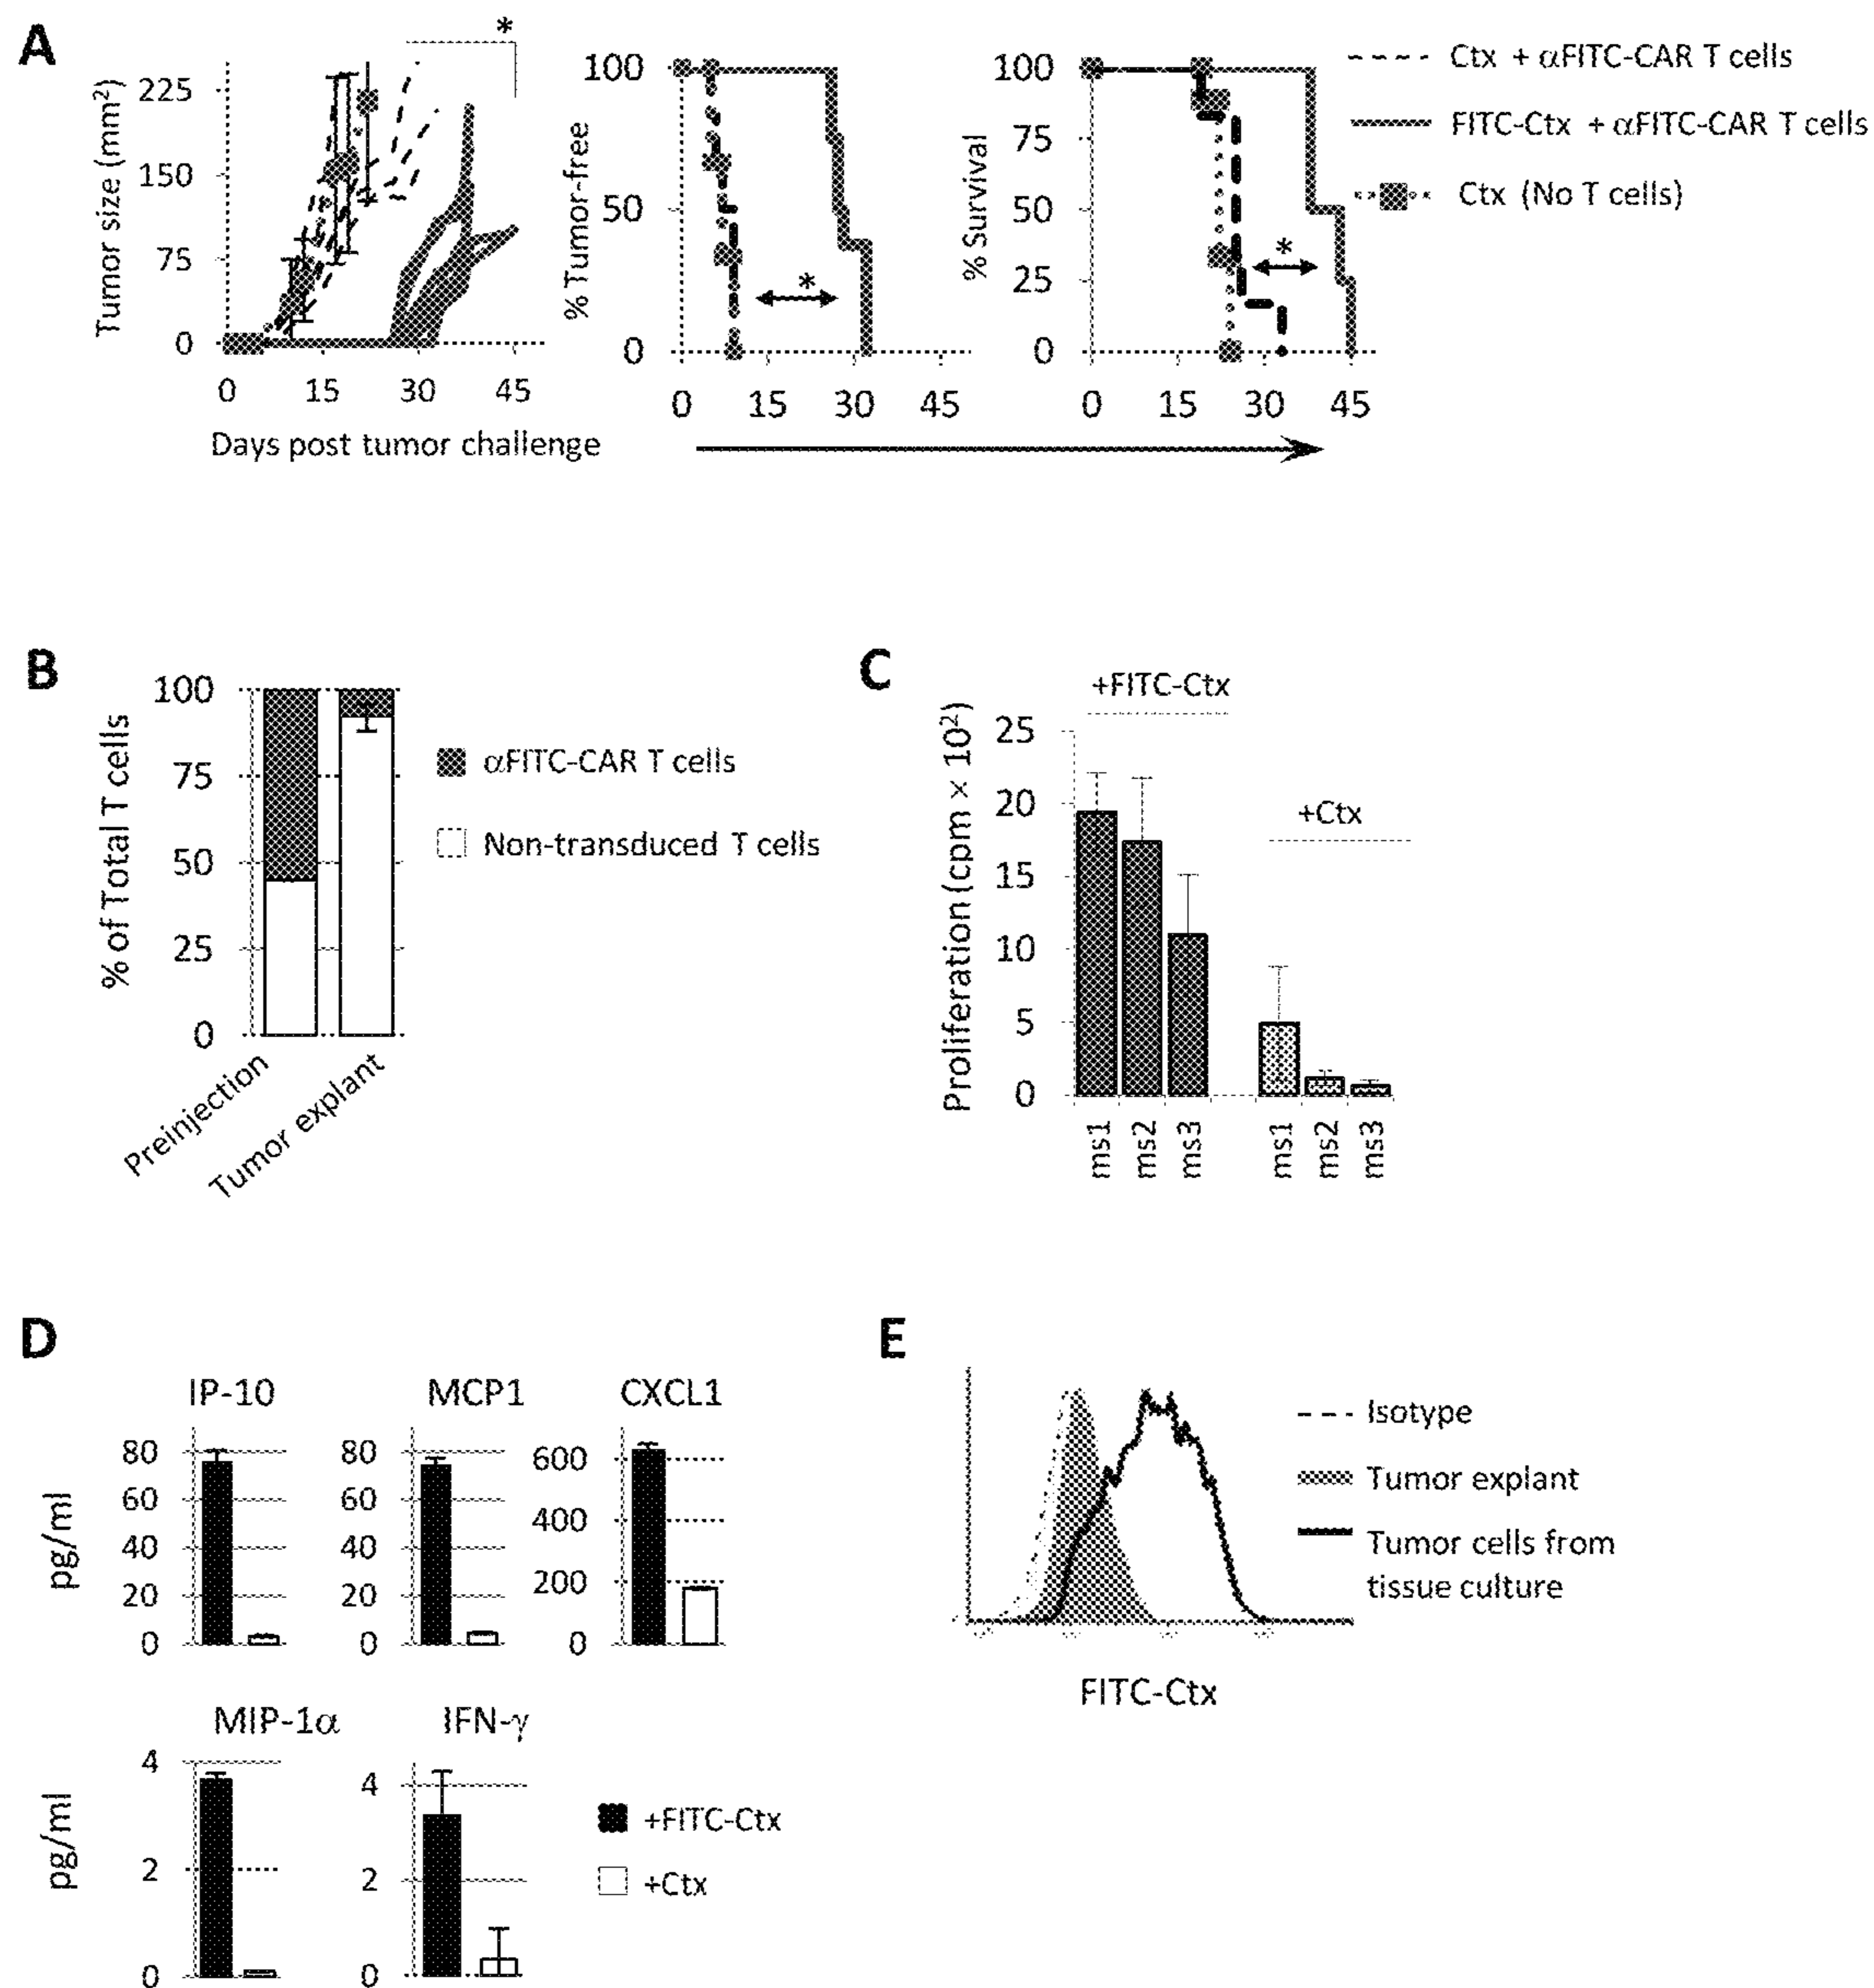 A
*
Tumor size (mm²)
225
150
75
0
0 15 30 45
Days post tumor challenge
% Tumor-free
100
50
0
*
0 15 30 45
% Survival
100
75
50
25
0
*
0 15 30 45
Ctx + αFITC-CAR T cells
FITC-Ctx + αFITC-CAR T cells
Ctx (No T cells)
B
% of Total T cells
100
75
50
25
0
Preinjection
Tumor explant
αFITC-CAR T cells
Non-transduced T cells
C
+FITC-Ctx
+Ctx
Proliferation (cpm × 10²)
25
20
15
10
5
0
ms1 ms2 ms3 ms1 ms2 ms3
D
IP-10
pg/ml
80
60
40
20
0
MCP1
80
60
40
20
0
CXCL1
600
400
200
0
MIP-1α
pg/ml
4
2
0
IFN-γ
4
2
0
+FITC-Ctx
+Ctx
E
Isotype
Tumor explant
Tumor cells from
tissue culture
FITC-Ctx